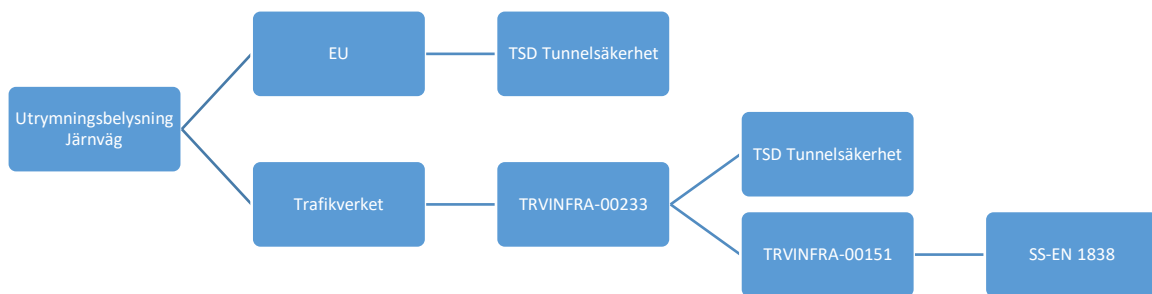 Utrymningsbelysning
Järnväg
EU
TSD Tunnelsäkerhet
Trafikverket
TRVINFRA-00233
TSD Tunnelsäkerhet
TRVINFRA-00151
SS-EN 1838